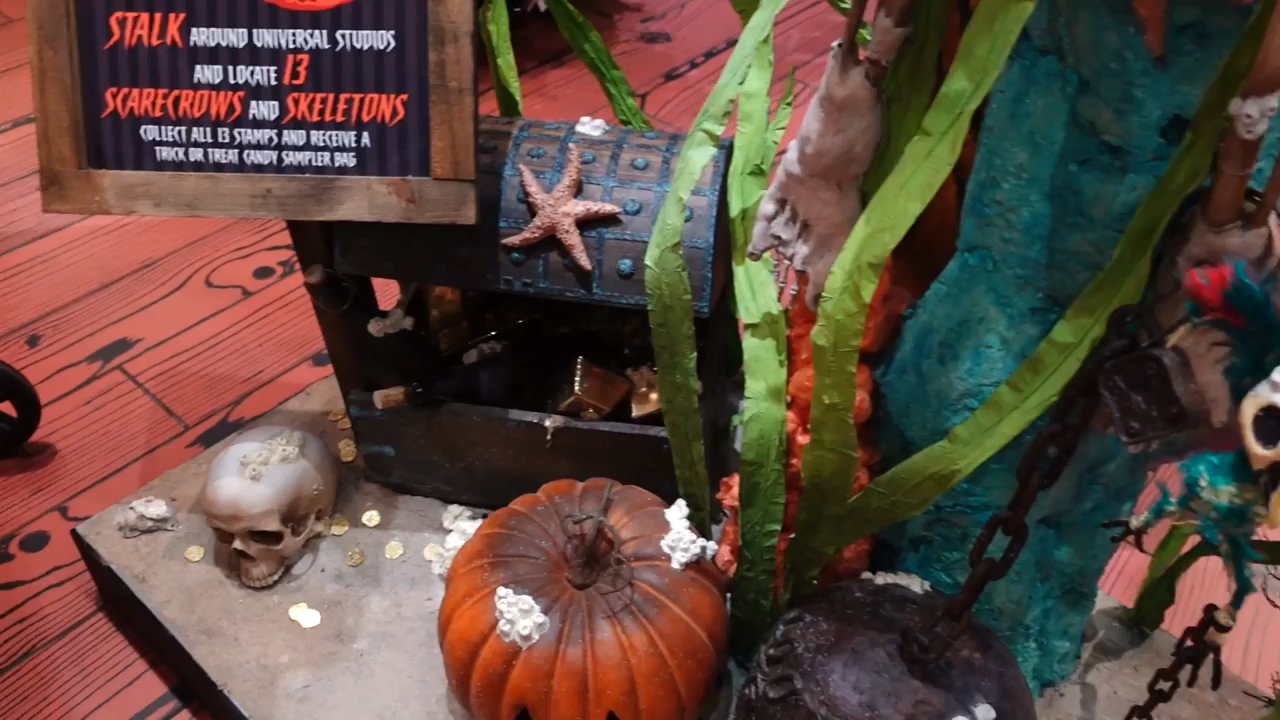 STALK AROUND UNIVERSAL STUDIOS
AND LOCATE 13
SCARECROWS AND SKELETONS
COLLECT ALL 13 STAMPS AND RECEIVE A
TRICK OR TREAT CANDY SAMPLER BAG